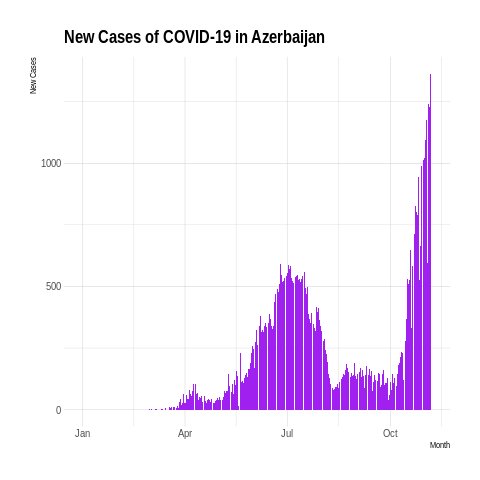 New Cases of COVID-19 in Azerbaijan
New Cases
1000
500
0
Jan Apr Jul Oct
Month